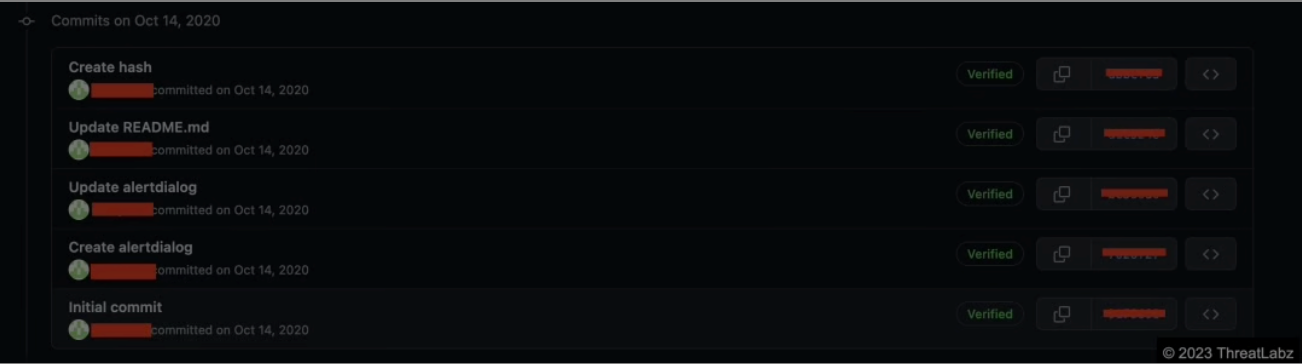 Commits on Oct 14, 2020
Create hash
committed on Oct 14, 2020
Verified
Update README.md
committed on Oct 14, 2020
Verified
Update alertdialog
committed on Oct 14, 2020
Verified
Create alertdialog
committed on Oct 14, 2020
Verified
Initial commit
committed on Oct 14, 2020
Verified
© 2023 ThreatLabz